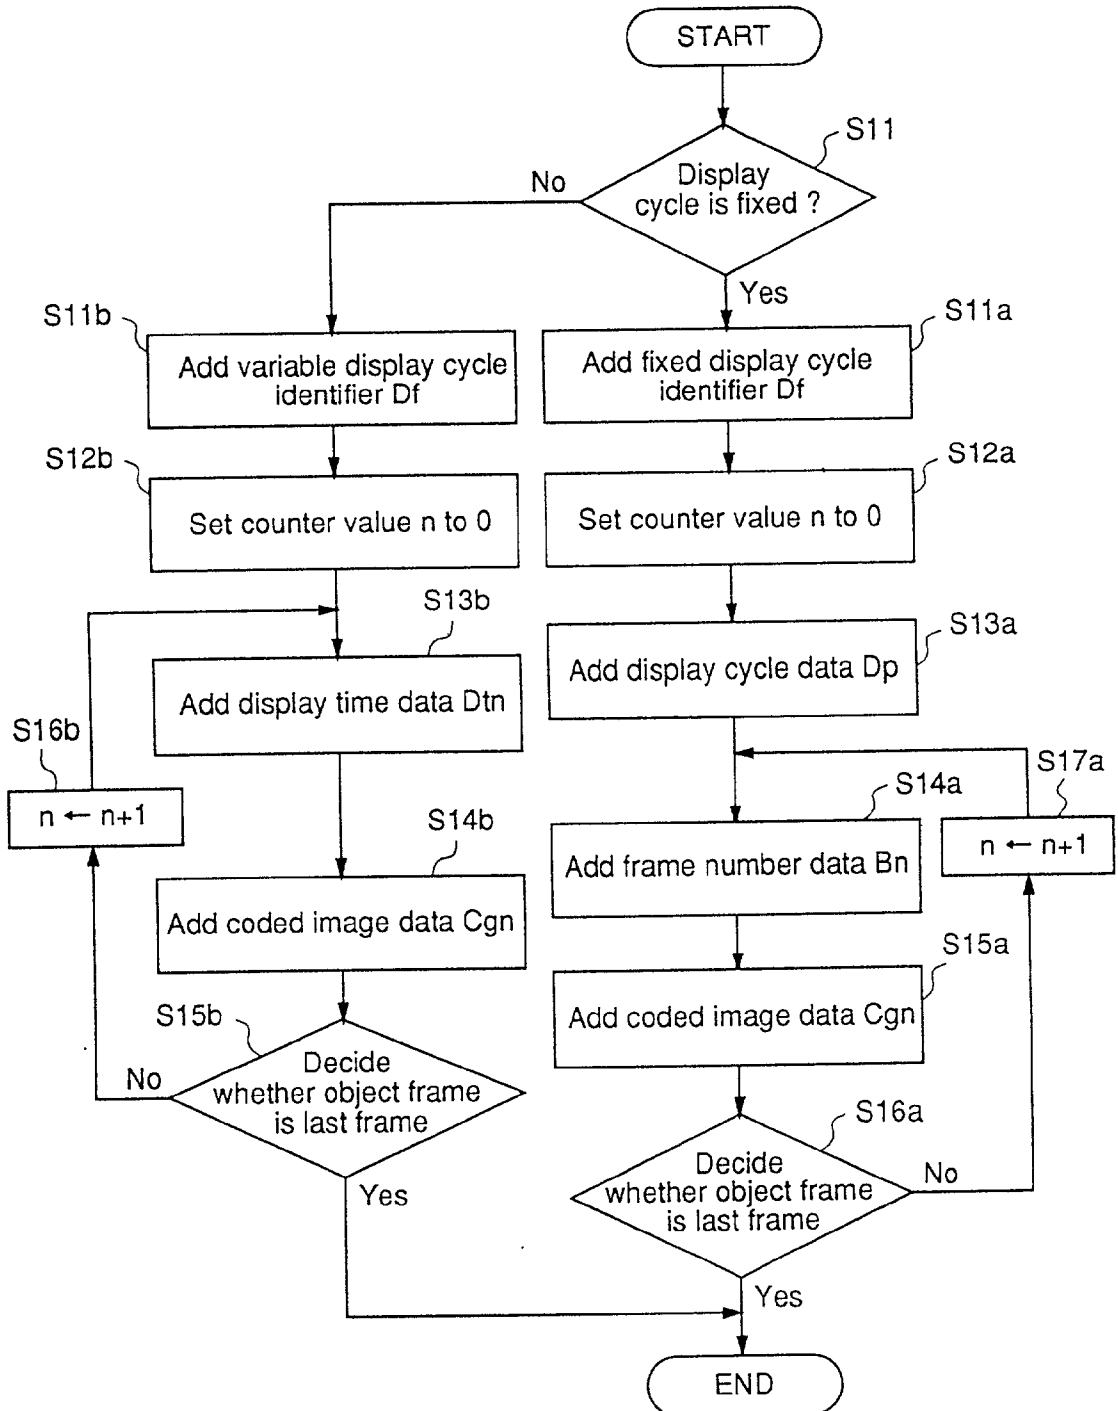 START
S11
Display
cycle is fixed ?
No
Yes
S11b
Add variable display cycle
identifier Df
S11a
Add fixed display cycle
identifier Df
S12b
Set counter value n to 0
S12a
Set counter value n to 0
S13b
Add display time data Dtn
S13a
Add display cycle data Dp
S16b
n ← n+1
S17a
n ← n+1
S14b
Add coded image data Cgn
S14a
Add frame number data Bn
S15a
Add coded image data Cgn
S15b
Decide
whether object frame
is last frame
No
Yes
S16a
Decide
whether object frame
is last frame
No
Yes
END